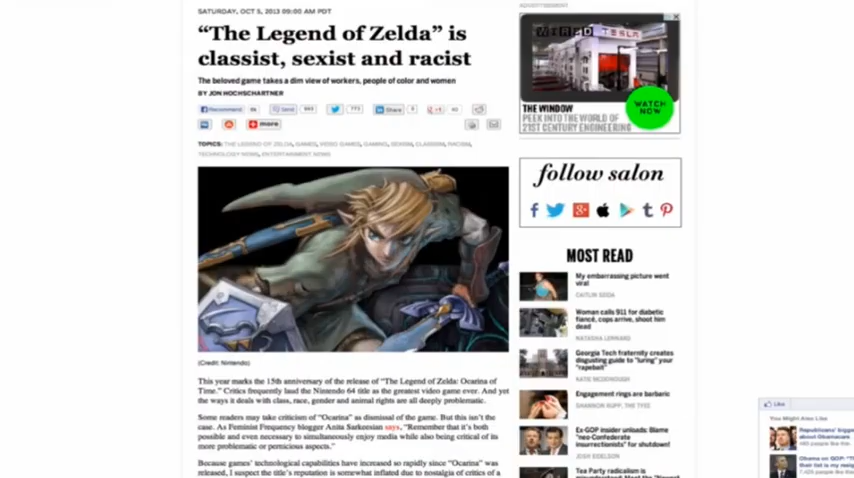 SATURDAY, OCT 5, 2013 09:00 AM PDT
“The Legend of Zelda” is
classist, sexist and racist
The beloved game takes a dim view of workers, people of color and women
BY JON HOCHSCHARTNER
Recommend
Send
Share
+1
more
TOPICS: THE LEGEND OF ZELDA, GAMES, VIDEO GAMES, GAMING, SEXISM, CLASSISM, RACISM,
TECHNOLOGY NEWS, ENTERTAINMENT NEWS
(Credit: Nintendo)
This year marks the 15th anniversary of the release of “The Legend of Zelda: Ocarina of
Time.” Critics frequently laud the Nintendo 64 title as the greatest video game ever. And yet
the ways it deals with class, race, gender and animal rights are all deeply problematic.
Some readers may take criticism of “Ocarina” as dismissal of the game. But this isn't the
case. As Feminist Frequency blogger Anita Sarkeesian says, “Remember that it's both
possible and even necessary to simultaneously enjoy media while also being critical of its
more problematic or pernicious aspects.”
Because games' technological capabilities have increased so rapidly since “Ocarina” was
released, I suspect the title's reputation is somewhat inflated due to nostalgia of critics of a
ADVERTISEMENT
WIRED TESLA
THE WINDOW
PEEK INTO THE WORLD OF
21ST CENTURY ENGINEERING
WATCH
NOW
follow salon
MOST READ
My embarrassing picture went
viral
CAITLIN SEIDA
Woman calls 911 for diabetic
fiancé, cops arrive, shoot him
dead
NATASHA LENNARD
Georgia Tech fraternity creates
disgusting guide to "luring" your
"rapebait"
KATIE MCDONOUGH
Engagement rings are barbaric
SHANNON RUPP, THE TYEE
Ex-GOP insider unloads: Blame
"neo-Confederate
insurrectionists" for shutdown!
JOSH EIDELSON
Tea Party radicalism is
Like
You Might Also Like
Republicans' bigge
about Obamacare
Obama on GOP: "T
their list is my resig